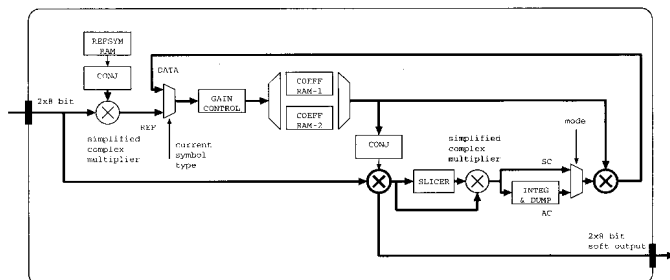 REFSYM
RAM
CONJ
2x8 bit
DATA
REF
GAIN
CONTROL
COEFF
RAM-1
COEFF
RAM-2
simplified
complex
multiplier
current
symbol
type
CONJ
simplified
complex
multiplier
mode
SLICER
SC
INTEG
& DUMP
AC
2x8 bit
soft output